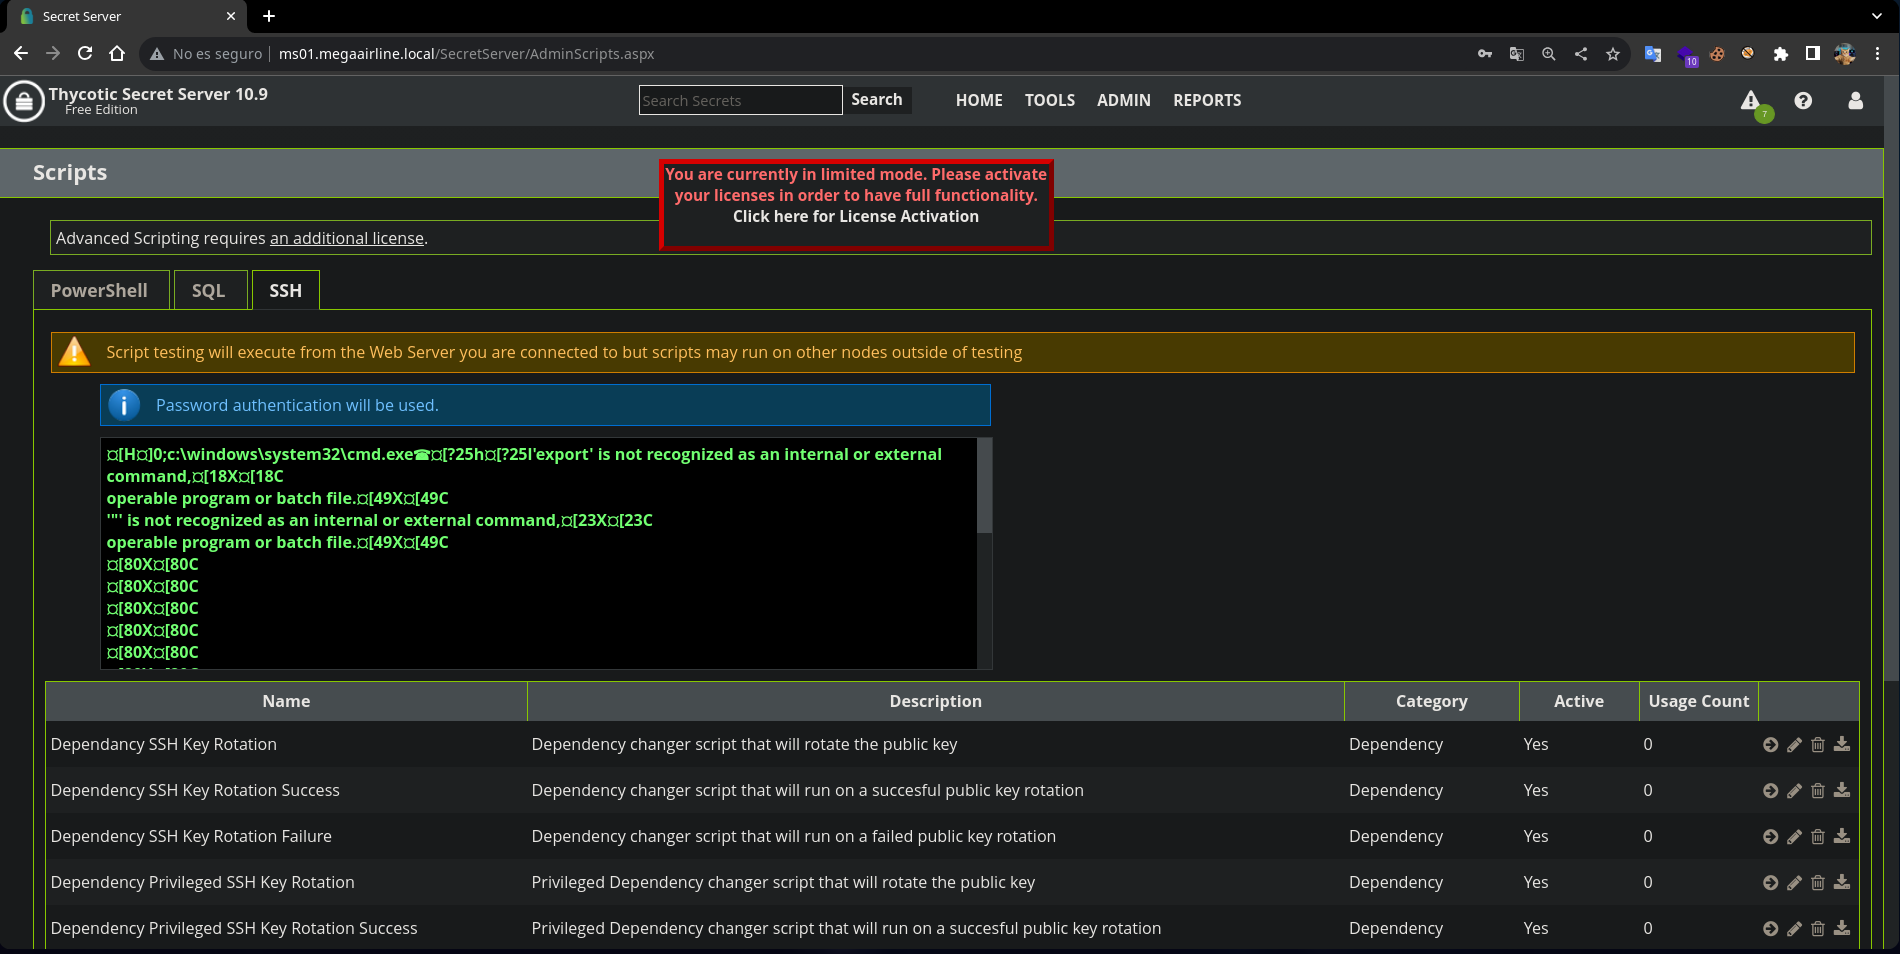 Secret Server
No es seguro
ms01.megaairline.local/SecretServer/AdminScripts.aspx
10
Thycotic Secret Server 10.9
Free Edition
Search Secrets
Search
HOME TOOLS ADMIN REPORTS
7
Scripts
You are currently in limited mode. Please activate
your licenses in order to have full functionality.
Click here for License Activation
Advanced Scripting requires an additional license.
PowerShell SQL SSH
Script testing will execute from the Web Server you are connected to but scripts may run on other nodes outside of testing
Password authentication will be used.
¤[H¤]0;c:\windows\system32\cmd.exe☎¤[?25h¤[?25l'export' is not recognized as an internal or external
command,¤[18X¤[18C
operable program or batch file.¤[49X¤[49C
'"' is not recognized as an internal or external command,¤[23X¤[23C
operable program or batch file.¤[49X¤[49C
¤[80X¤[80C
¤[80X¤[80C
¤[80X¤[80C
¤[80X¤[80C
¤[80X¤[80C
Name Description Category Active Usage Count
Dependancy SSH Key Rotation Dependency changer script that will rotate the public key Dependency Yes 0
Dependency SSH Key Rotation Success Dependency changer script that will run on a succesful public key rotation Dependency Yes 0
Dependency SSH Key Rotation Failure Dependency changer script that will run on a failed public key rotation Dependency Yes 0
Dependency Privileged SSH Key Rotation Privileged Dependency changer script that will rotate the public key Dependency Yes 0
Dependency Privileged SSH Key Rotation Success Privileged Dependency changer script that will run on a succesful public key rotation Dependency Yes 0